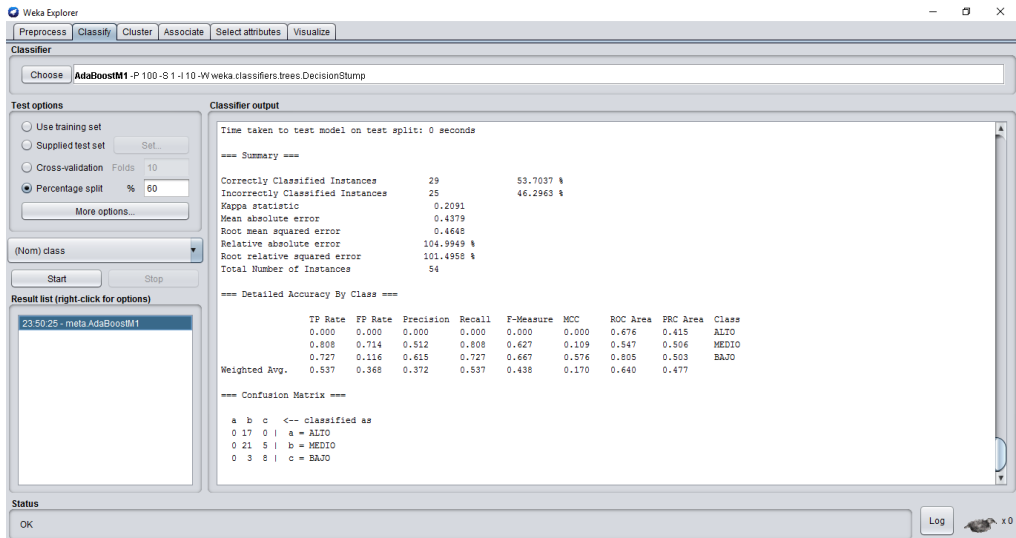 Weka Explorer
Preprocess Classify Cluster Associate Select attributes Visualize
Classifier
Choose AdaBoostM1 -P 100 -S 1 -I 10 -W weka.classifiers.trees.DecisionStump
Test options
Use training set
Supplied test set Set...
Cross-validation Folds 10
Percentage split % 60
More options...
(Nom) class
Start Stop
Result list (right-click for options)
23:50:25 - meta.AdaBoostM1
Classifier output
Time taken to test model on test split: 0 seconds
=== Summary ===
Correctly Classified Instances 29 53.7037 %
Incorrectly Classified Instances 25 46.2963 %
Kappa statistic 0.2091
Mean absolute error 0.4379
Root mean squared error 0.4648
Relative absolute error 104.9949 %
Root relative squared error 101.4958 %
Total Number of Instances 54
=== Detailed Accuracy By Class ===
TP Rate FP Rate Precision Recall F-Measure MCC ROC Area PRC Area Class
0.000 0.000 0.000 0.000 0.000 0.000 0.676 0.415 ALTO
0.808 0.714 0.512 0.808 0.627 0.109 0.547 0.506 MEDIO
0.727 0.116 0.615 0.727 0.667 0.576 0.805 0.503 BAJO
Weighted Avg. 0.537 0.368 0.372 0.537 0.438 0.170 0.640 0.477
=== Confusion Matrix ===
a b c <-- classified as
0 17 0 | a = ALTO
0 21 5 | b = MEDIO
0 3 8 | c = BAJO
Status
OK
Log x 0